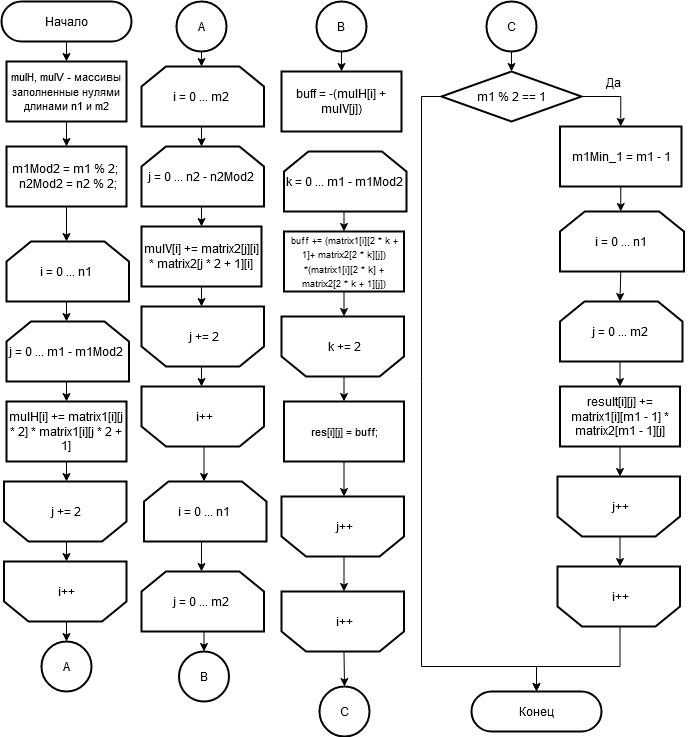 Начало
mulH, mulV - массивы
заполненные нулями
длинами n1 и m2
m1Mod2 = m1 % 2;
n2Mod2 = n2 % 2;
i = 0 ... n1
j = 0 ... m1 - m1Mod2
mulH[i] += matrix1[i][j
* 2] * matrix1[i][j * 2 +
1]
j += 2
i++
A
A
i = 0 ... m2
j = 0 ... n2 - n2Mod2
mulV[i] += matrix2[j][i]
* matrix2[j * 2 + 1][i]
j += 2
i++
i = 0 ... n1
j = 0 ... m2
B
B
buff = -(mulH[i] +
mulV[j])
k = 0 ... m1 - m1Mod2
buff += (matrix1[i][2 * k +
1]+ matrix2[2 * k][j])
*(matrix1[i][2 * k] +
matrix2[2 * k + 1][j])
k += 2
res[i][j] = buff;
j++
i++
C
C
m1 % 2 == 1
Да
m1Min_1 = m1 - 1
i = 0 ... n1
j = 0 ... m2
result[i][j] +=
matrix1[i][m1 - 1] *
matrix2[m1 - 1][j]
j++
i++
Конец